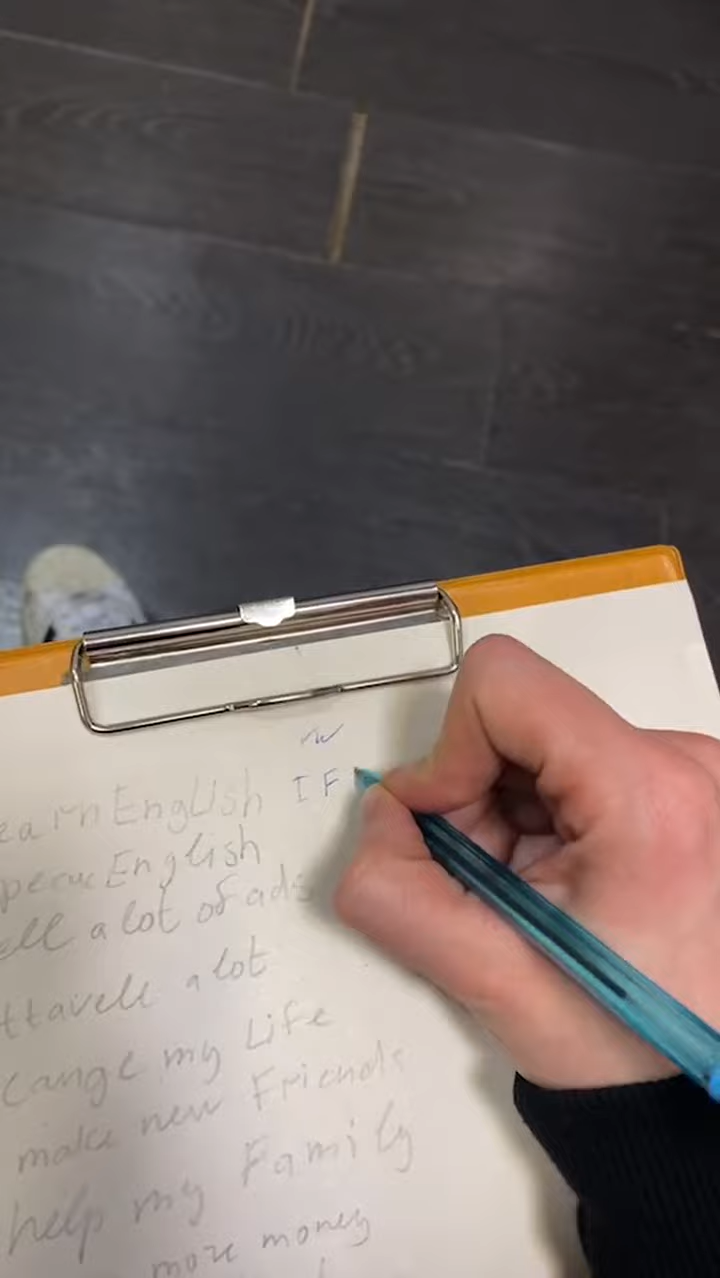 earn English I F
peak English
ell a lot of ads
ttavell a lot
cange my Life
make new Friends
help my Family
more money